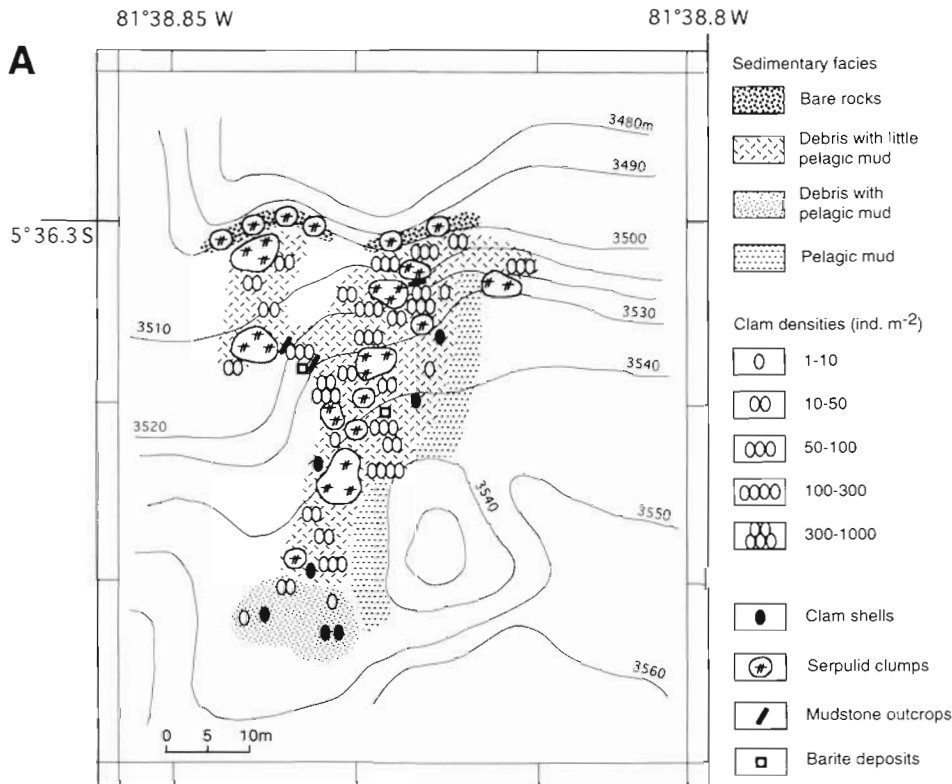 81°38.85 W
81°38.8 W
A
5°36.3 S
3480m
3490
3500
3510
3530
3540
3520
3540
3550
3560
0 5 10m
Sedimentary facies
Bare rocks
Debris with little
pelagic mud
Debris with
pelagic mud
Pelagic mud
Clam densities (ind. m⁻²)
1-10
10-50
50-100
100-300
300-1000
Clam shells
Serpulid clumps
Mudstone outcrops
Barite deposits